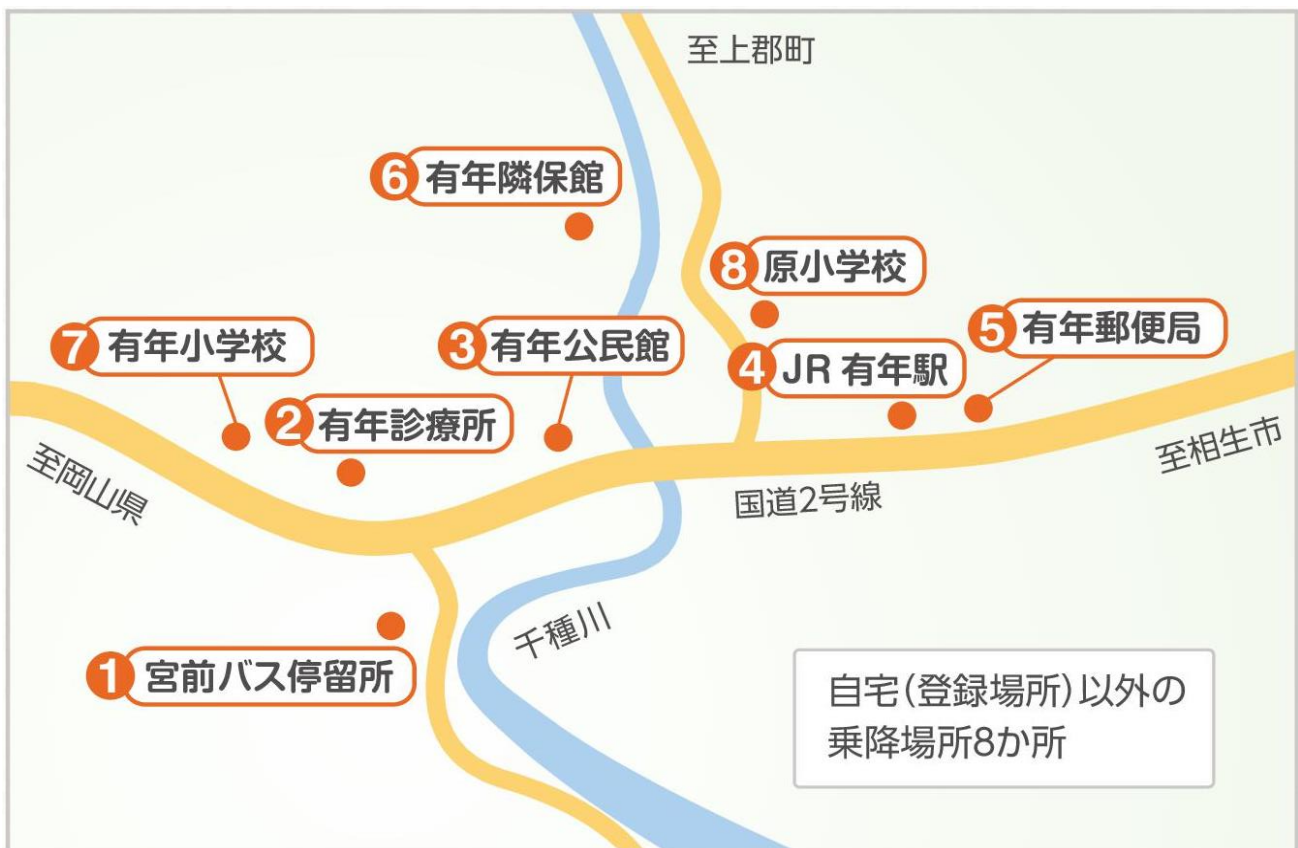 至上郡町
6 有年隣保館
8 原小学校
5 有年郵便局
7 有年小学校
3 有年公民館
4 JR 有年駅
2 有年診療所
至岡山県
至相生市
国道2号線
千種川
1 宮前バス停留所
自宅(登録場所)以外の
乗降場所8か所